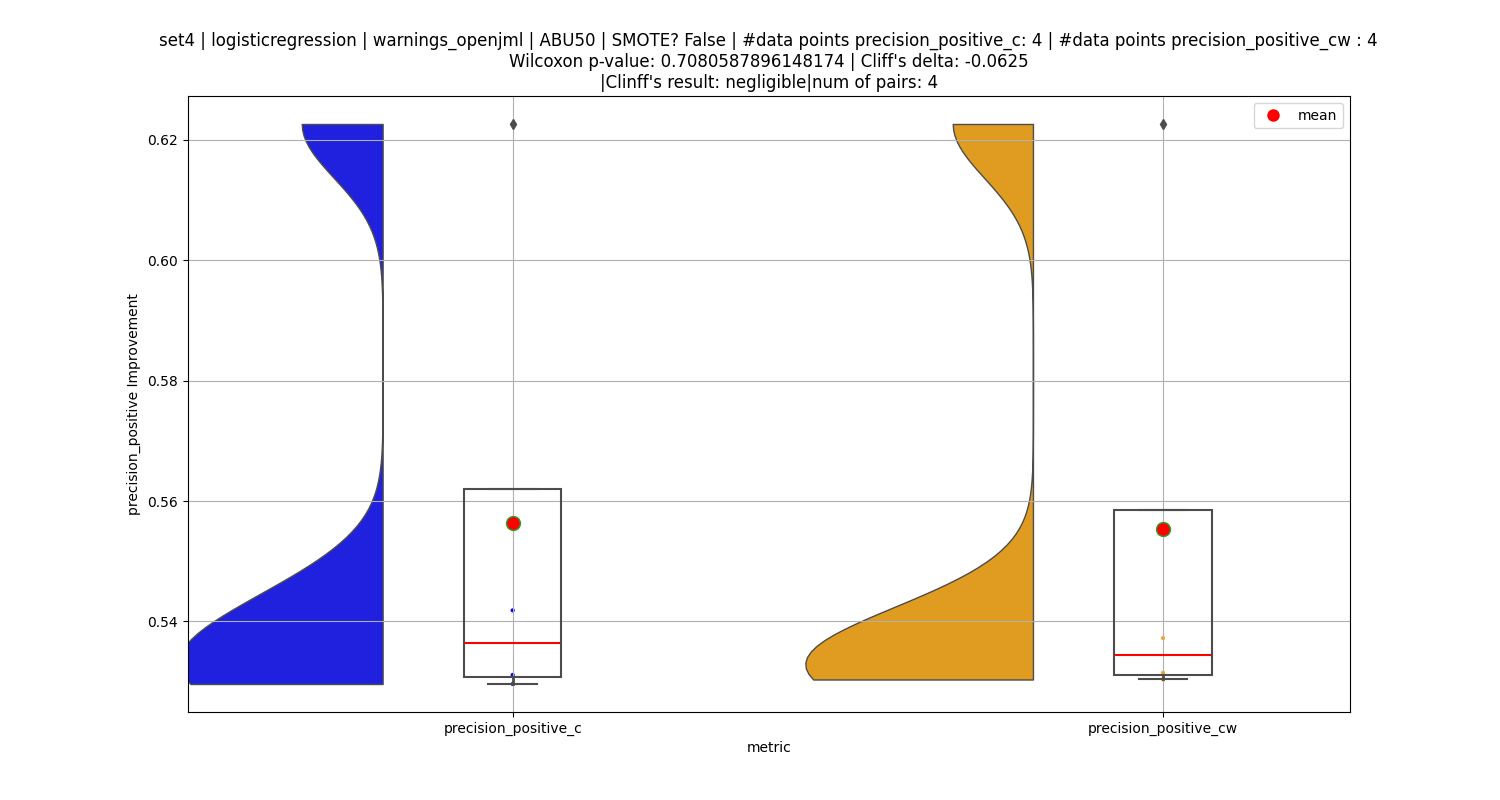 set4 | logisticregression | warnings_openjml | ABU50 | SMOTE? False | #data points precision_positive_c: 4 | #data points precision_positive_cw : 4
Wilcoxon p-value: 0.7080587896148174 | Cliff's delta: -0.0625
|Clinff's result: negligible|num of pairs: 4
mean
0.62
0.60
0.58
0.56
0.54
precision_positive Improvement
precision_positive_c
precision_positive_cw
metric